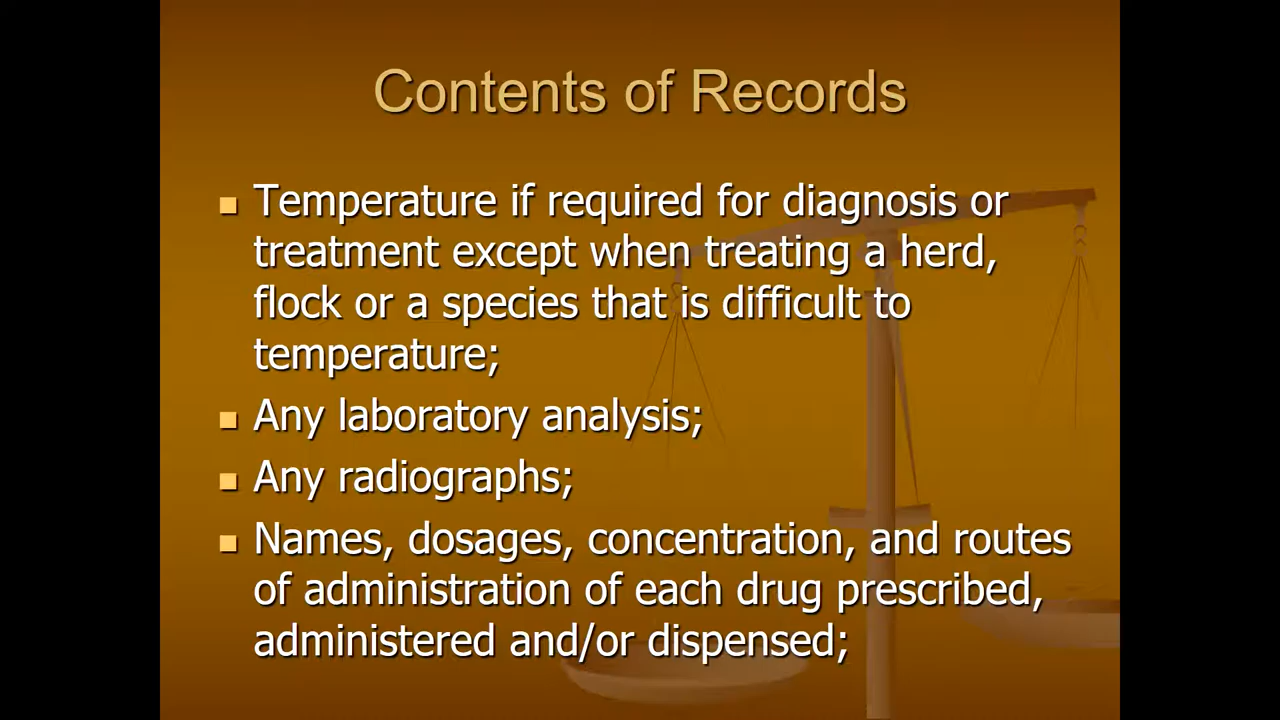 Contents of Records
Temperature if required for diagnosis or
treatment except when treating a herd,
flock or a species that is difficult to
temperature;
Any laboratory analysis;
Any radiographs;
Names, dosages, concentration, and routes
of administration of each drug prescribed,
administered and/or dispensed;